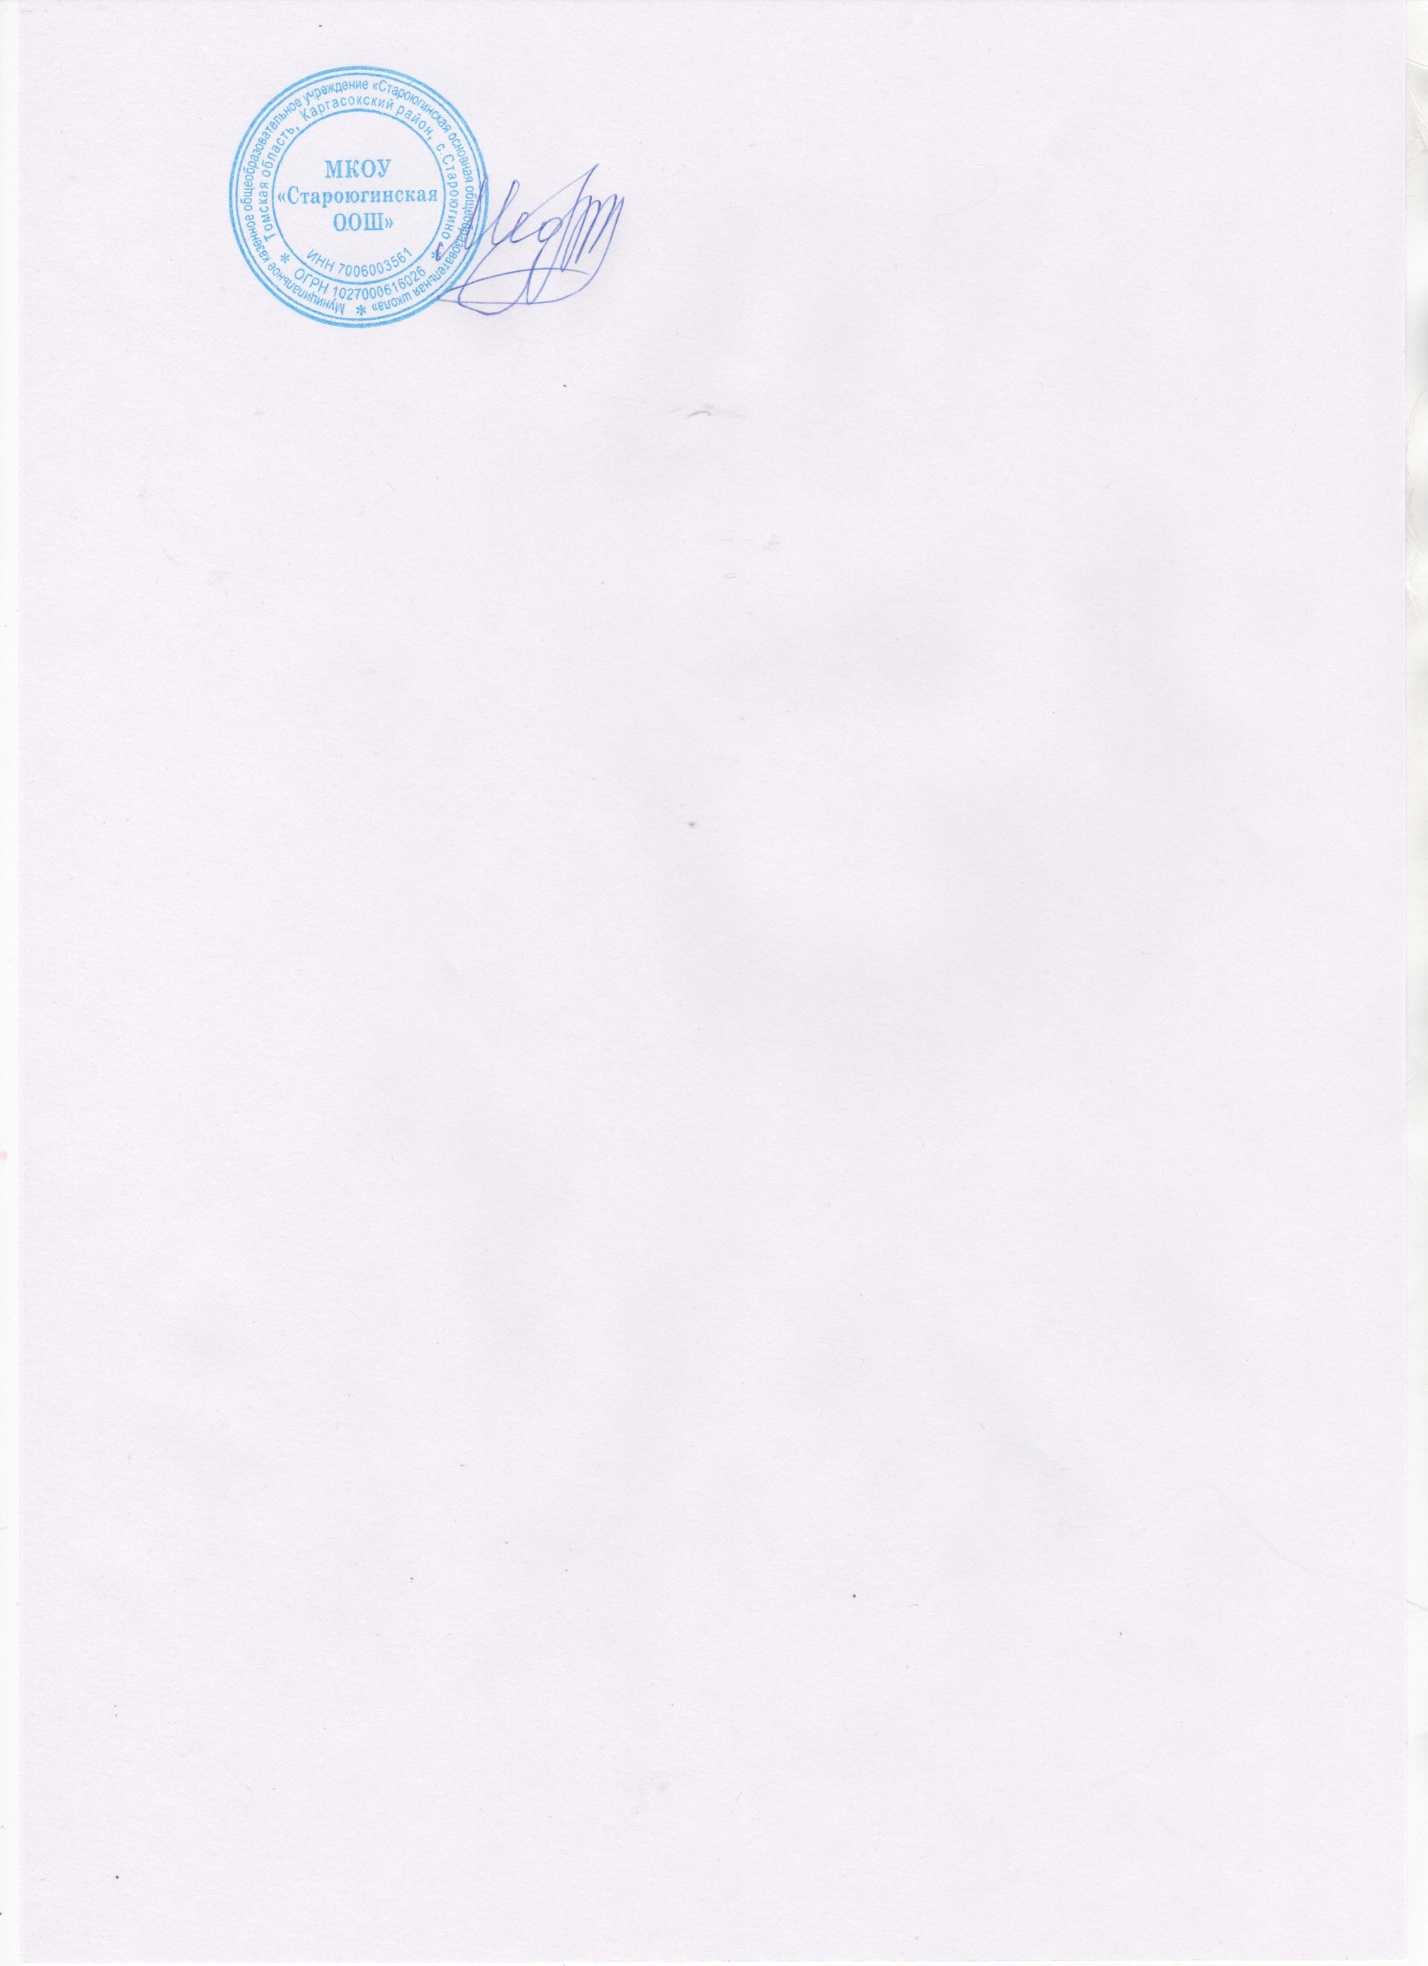 Муниципальное казенное общеобразовательное учреждение «Староюгинская основная общеобразовательная школа» *
Томская область, Каргасокский район, с.Староюгино *
* ОГРН 1027000616026
МКОУ
«Староюгинская
ООШ»
ИНН 7006003561